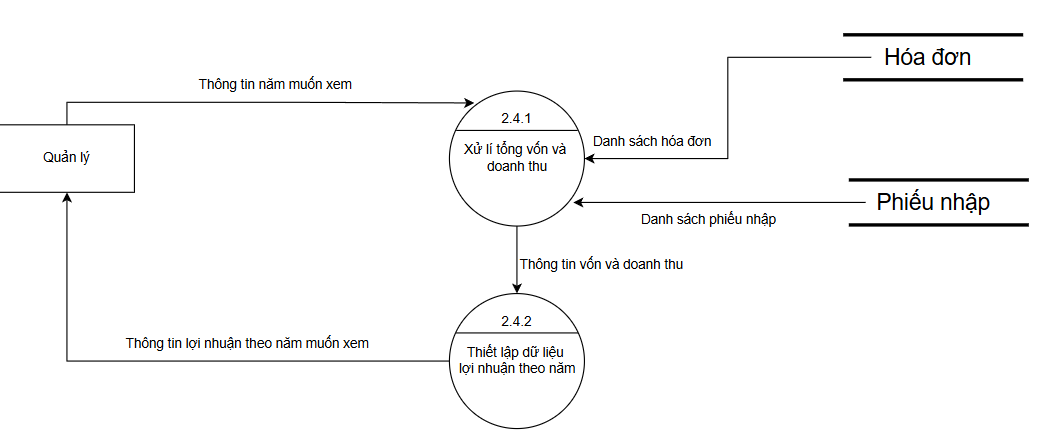 Hóa đơn
Thông tin năm muốn xem
2.4.1
Danh sách hóa đơn
Quản lý
Xử lí tổng vốn và
doanh thu
Phiếu nhập
Danh sách phiếu nhập
Thông tin vốn và doanh thu
2.4.2
Thông tin lợi nhuận theo năm muốn xem
Thiết lập dữ liệu
lợi nhuận theo năm